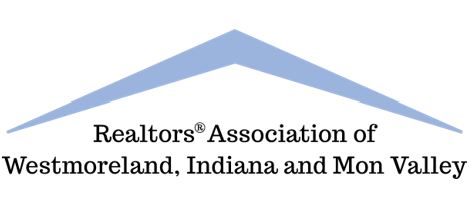 Realtors® Association of
Westmoreland, Indiana and Mon Valley